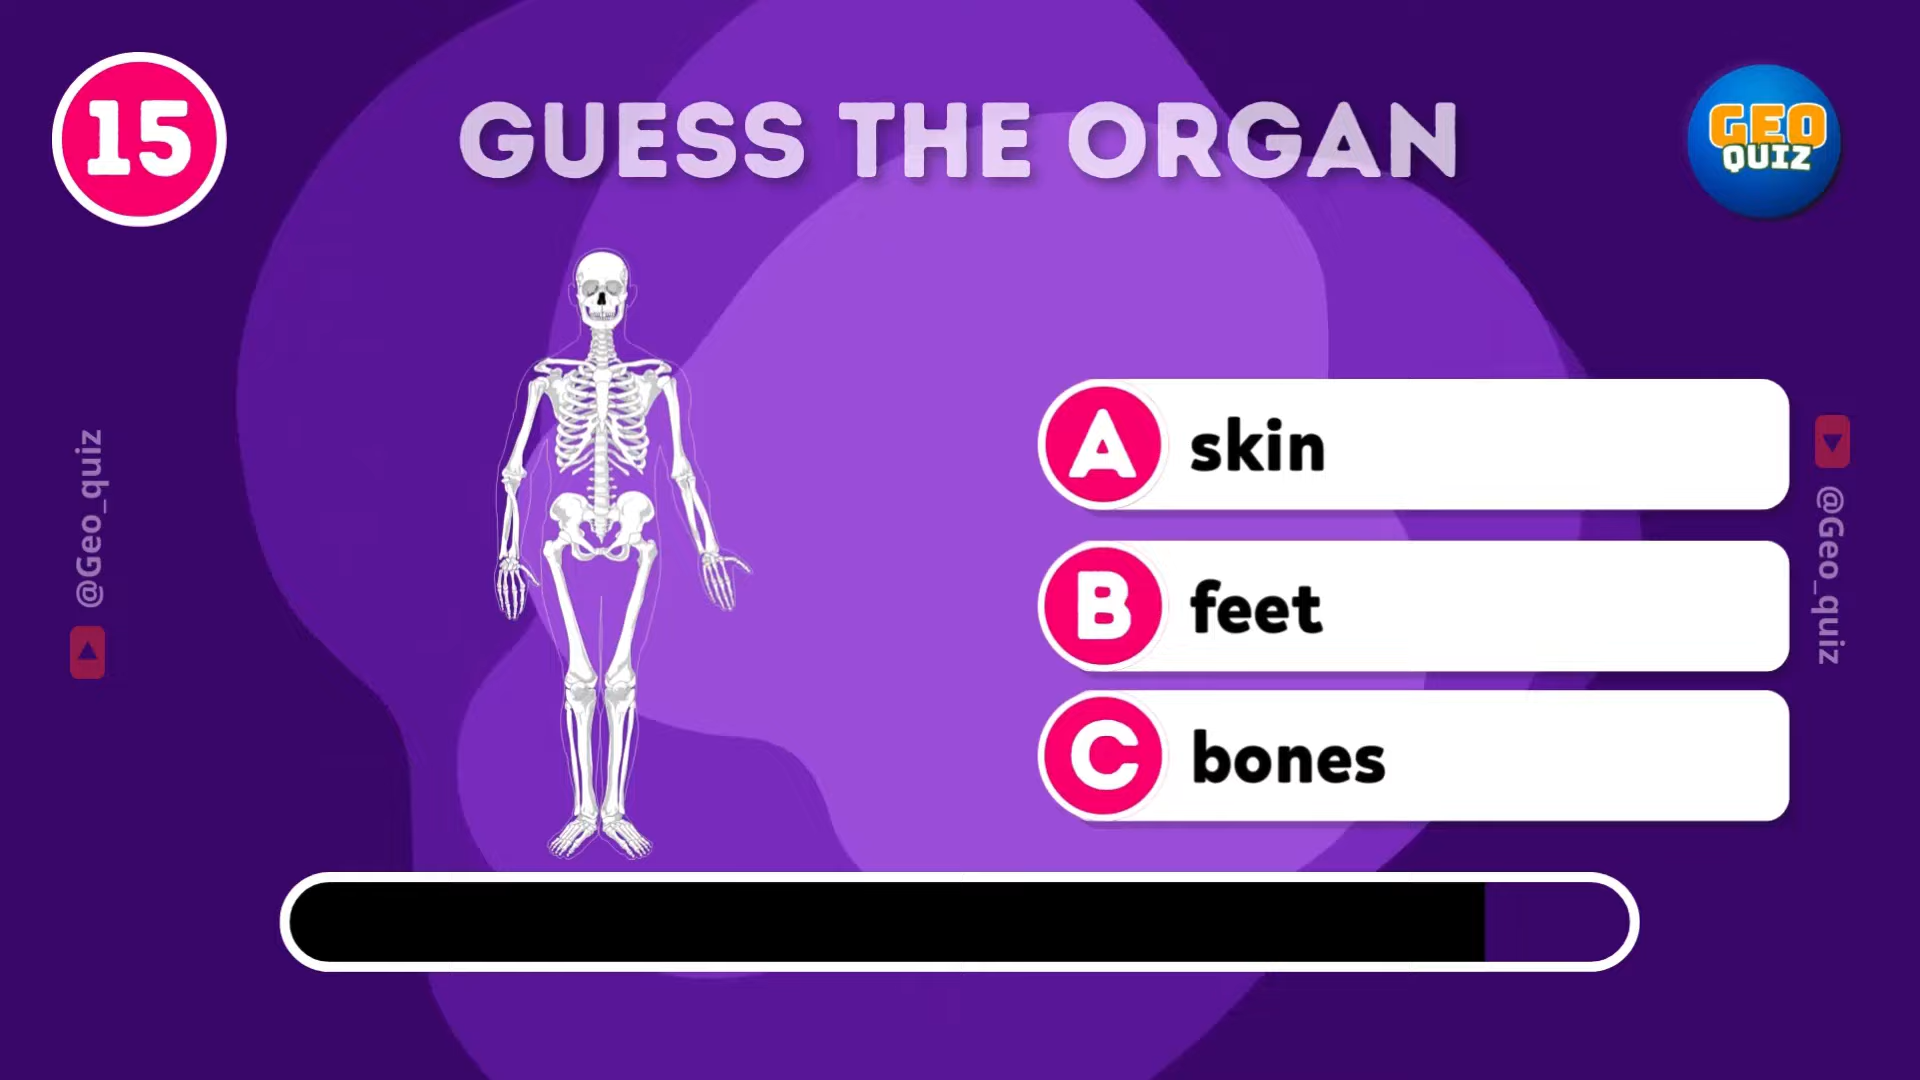 15
GUESS THE ORGAN
GEO
QUIZ
A skin
B feet
C bones
@Geo_quiz
@Geo_quiz